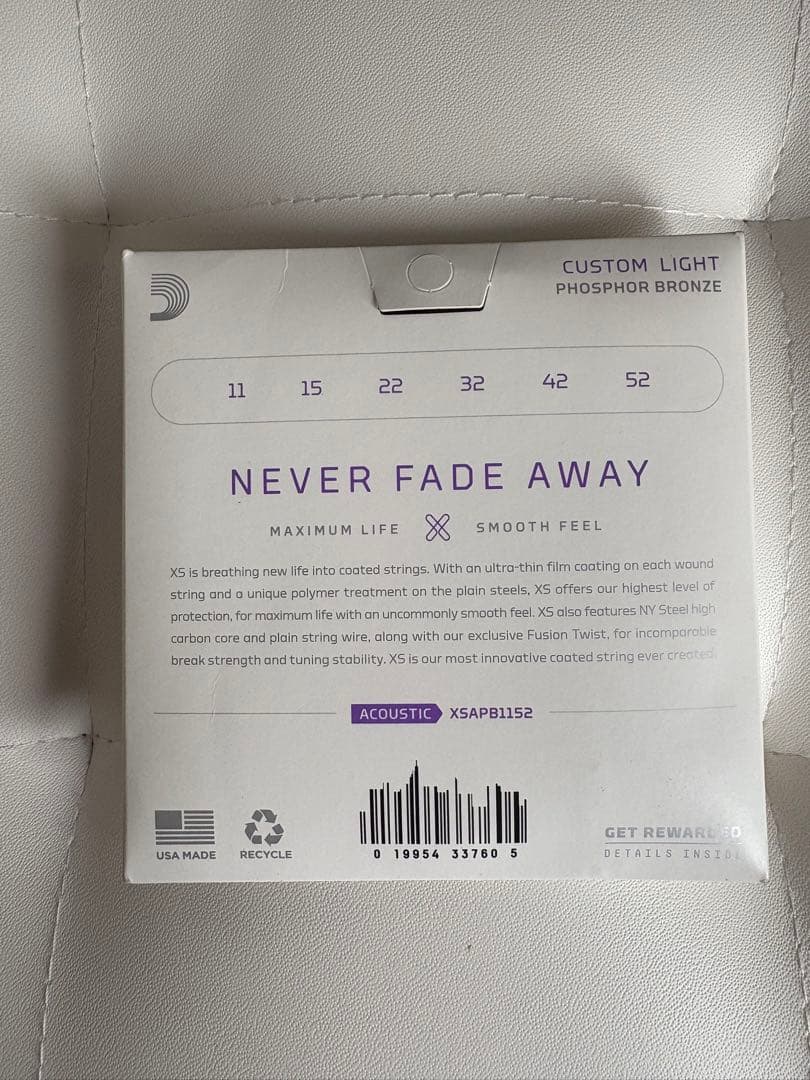 CUSTOM LIGHT
PHOSPHOR BRONZE
11 15 22 32 42 52
NEVER FADE AWAY
MAXIMUM LIFE SMOOTH FEEL
XS is breathing new life into coated strings. With an ultra-thin film coating on each wound
string and a unique polymer treatment on the plain steels, XS offers our highest level of
protection, for maximum life with an uncommonly smooth feel. XS also features NY Steel high
carbon core and plain string wire, along with our exclusive Fusion Twist, for incomparable
break strength and tuning stability. XS is our most innovative coated string ever created.
ACOUSTIC XSAPB1152
USA MADE
RECYCLE
0 19954 33760 5
GET REWARDED
DETAILS INSIDE